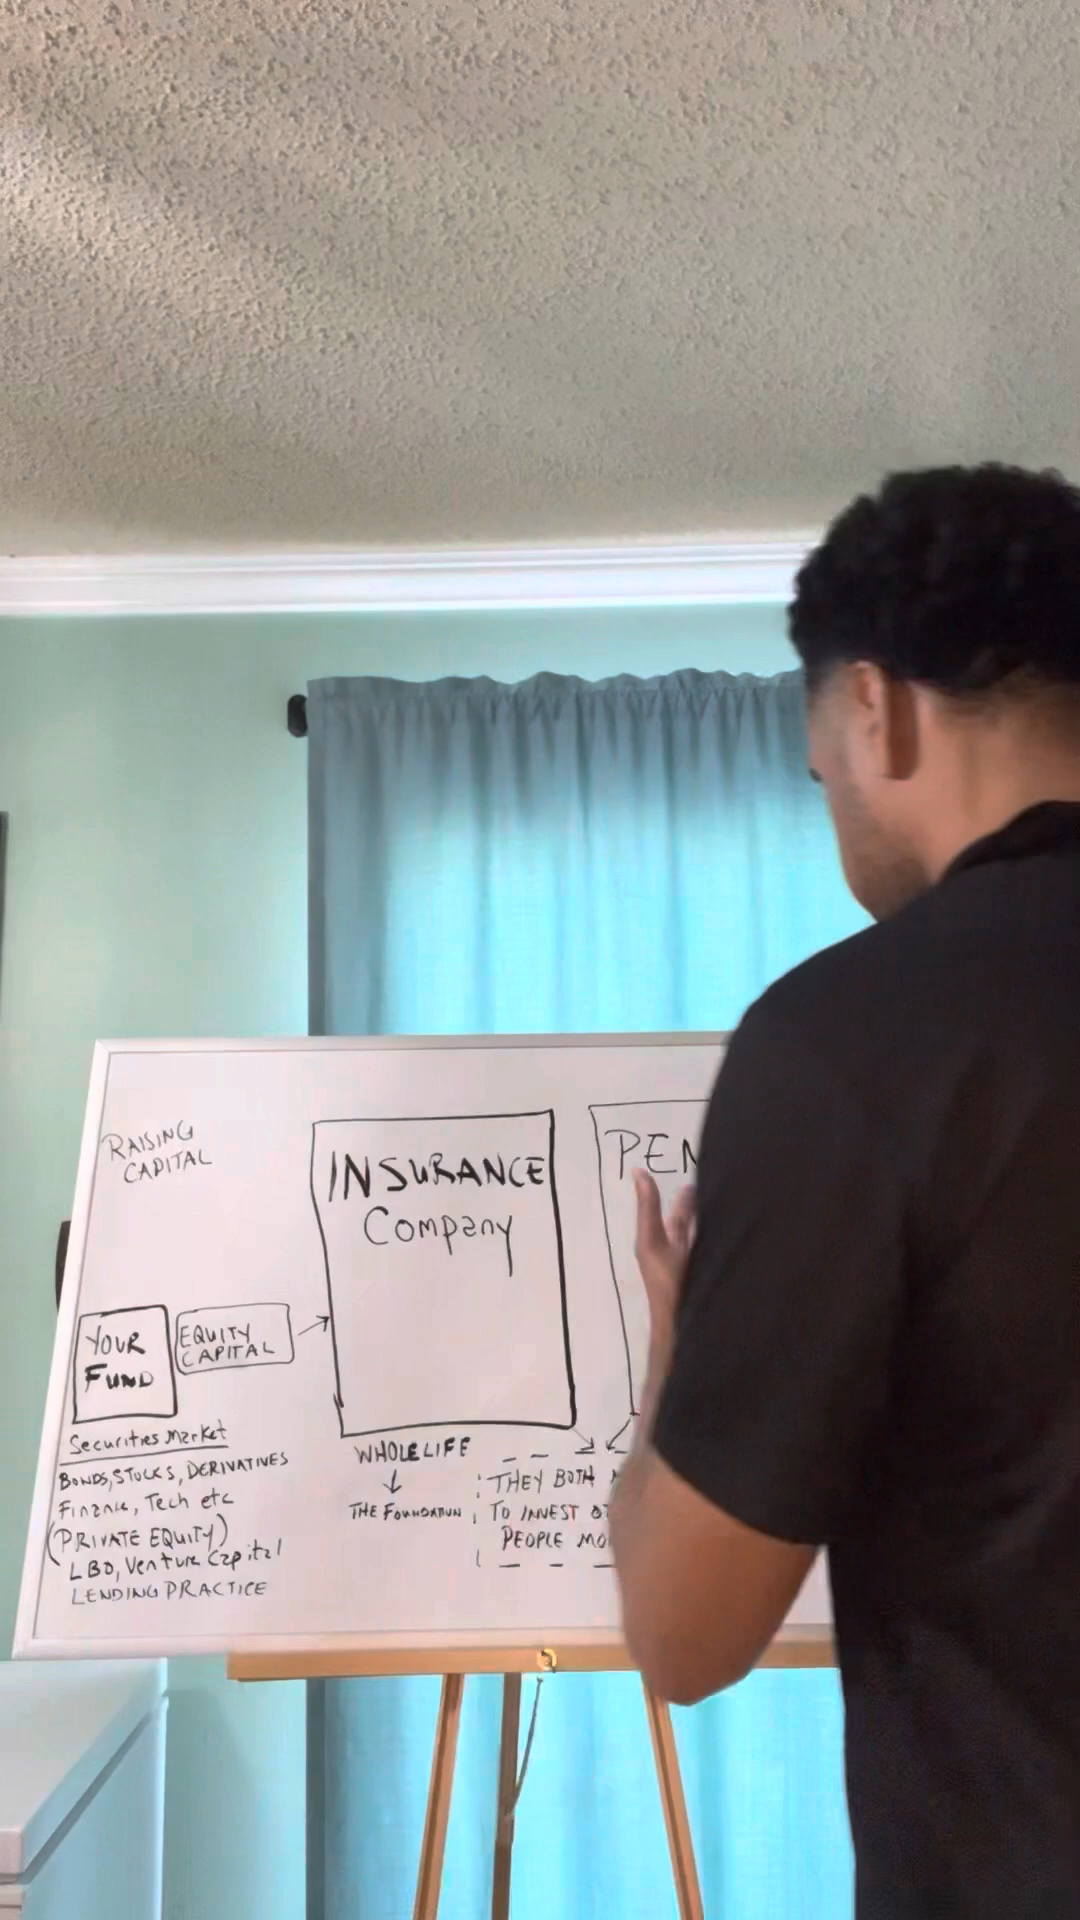 RAISING
CAPITAL
INSURANCE
Company
YOUR
FUND
EQUITY
CAPITAL
Securities Market
BONDS, STOCKS, DERIVATIVES
Finance, Tech etc
(PRIVATE EQUITY)
LBO, Venture Capital
LENDING PRACTICE
WHOLE LIFE
THE FOUNDATION
THEY BOTH
TO INVEST
PEOPLE